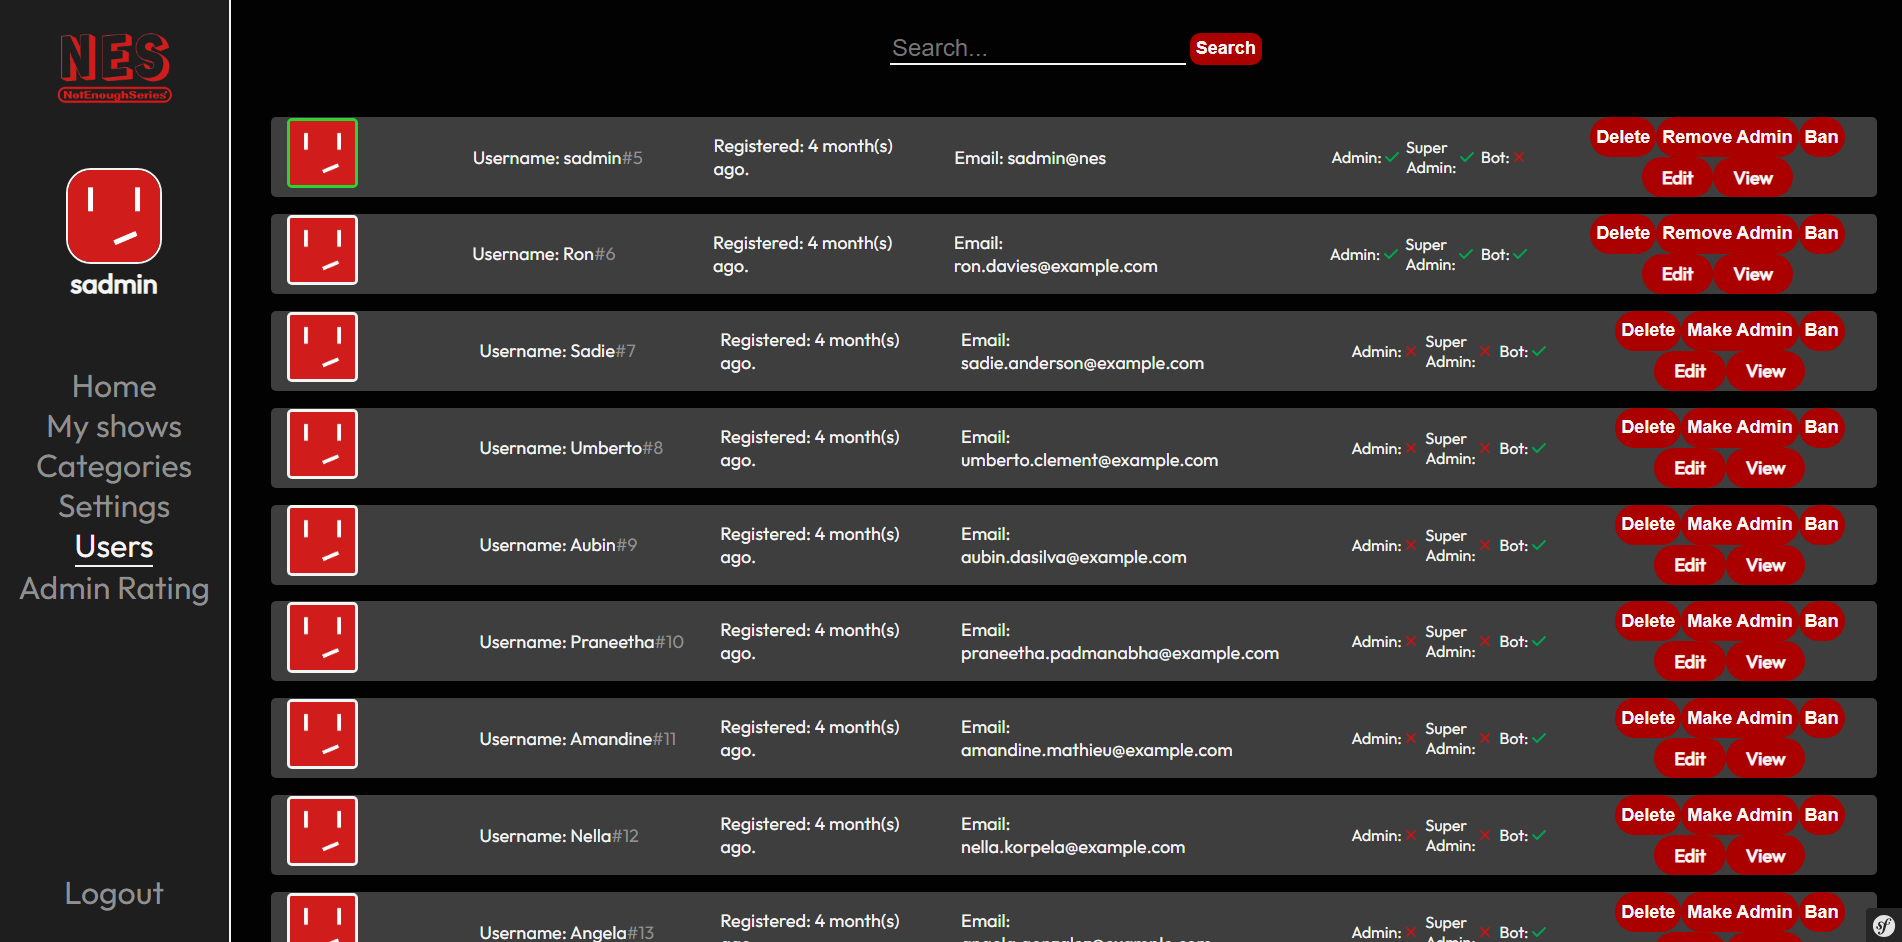 NES
NotEnoughSeries
sadmin
Home
My shows
Categories
Settings
Users
Admin Rating
Logout
Search... Search
Username: sadmin#5
Registered: 4 month(s)
ago.
Email: sadmin@nes
Admin: Super
Admin: Bot:
Delete Remove Admin Ban
Edit View
Username: Ron#6
Registered: 4 month(s)
ago.
Email:
ron.davies@example.com
Admin: Super
Admin: Bot:
Delete Remove Admin Ban
Edit View
Username: Sadie#7
Registered: 4 month(s)
ago.
Email:
sadie.anderson@example.com
Admin: Super
Admin: Bot:
Delete Make Admin Ban
Edit View
Username: Umberto#8
Registered: 4 month(s)
ago.
Email:
umberto.clement@example.com
Admin: Super
Admin: Bot:
Delete Make Admin Ban
Edit View
Username: Aubin#9
Registered: 4 month(s)
ago.
Email:
aubin.dasilva@example.com
Admin: Super
Admin: Bot:
Delete Make Admin Ban
Edit View
Username: Praneetha#10
Registered: 4 month(s)
ago.
Email:
praneetha.padmanabha@example.com
Admin: Super
Admin: Bot:
Delete Make Admin Ban
Edit View
Username: Amandine#11
Registered: 4 month(s)
ago.
Email:
amandine.mathieu@example.com
Admin: Super
Admin: Bot:
Delete Make Admin Ban
Edit View
Username: Nella#12
Registered: 4 month(s)
ago.
Email:
nella.korpela@example.com
Admin: Super
Admin: Bot:
Delete Make Admin Ban
Edit View
Username: Angela#13
Registered: 4 month(s)
Email:
Admin: Super
Admin: Bot:
Delete Make Admin Ban
sf